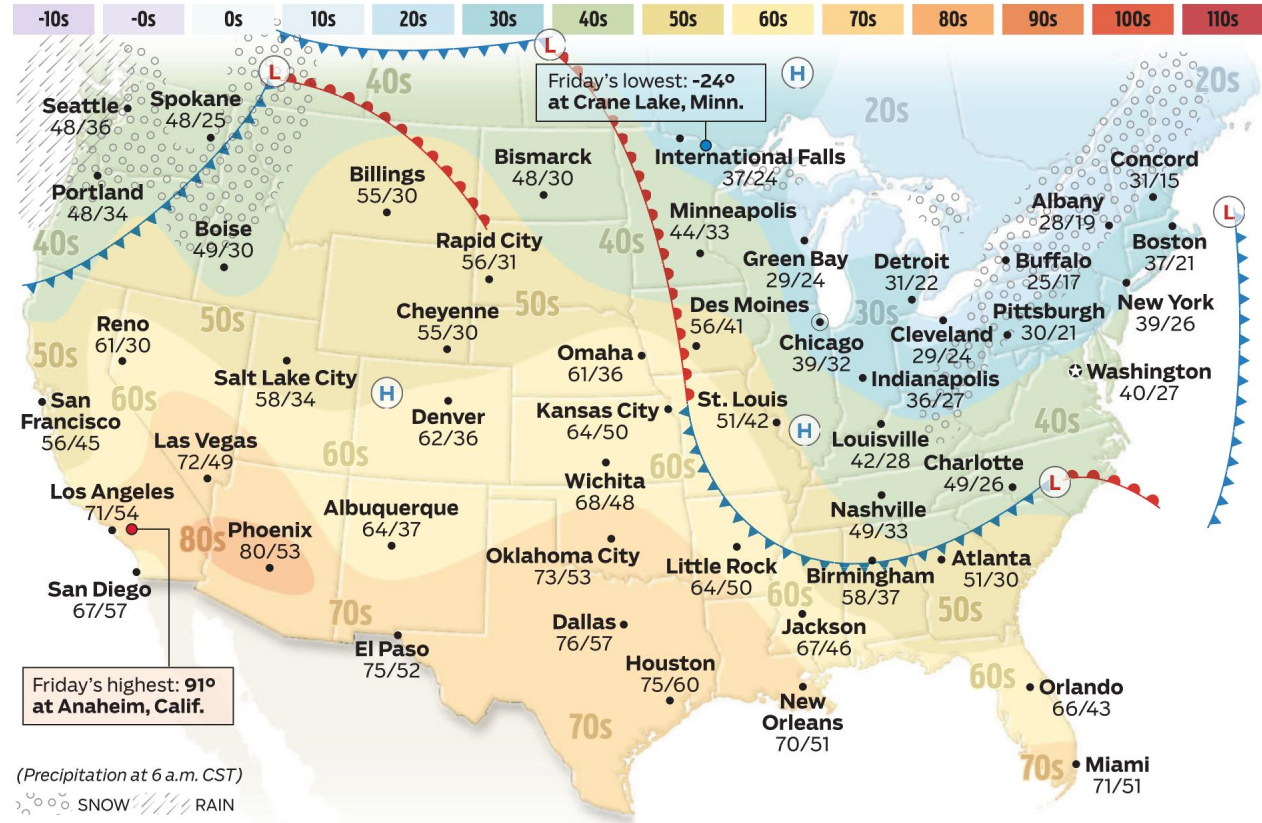 -10s -0s 0s 10s 20s 30s 40s 50s 60s 70s 80s 90s 100s 110s
L
L
H
40s
20s
20s
Friday's lowest: -24°
at Crane Lake, Minn.
Seattle
48/36
Spokane
48/25
Portland
48/34
Boise
49/30
40s
Billings
55/30
Bismarck
48/30
International Falls
37/24
Minneapolis
44/33
40s
Rapid City
56/31
Green Bay
29/24
Detroit
31/22
Concord
31/15
Albany
28/19
Boston
37/21
L
Buffalo
25/17
New York
39/26
Pittsburgh
30/21
Cleveland
29/24
30s
Chicago
39/32
Des Moines
56/41
Cheyenne
55/30
50s
50s
Reno
61/30
50s
60s
Salt Lake City
58/34
H
Denver
62/36
Omaha
61/36
Kansas City
64/50
St. Louis
51/42
H
Indianapolis
36/27
Washington
40/27
40s
Louisville
42/28
Charlotte
49/26
L
San
Francisco
56/45
Las Vegas
72/49
60s
60s
Wichita
68/48
Nashville
49/33
Los Angeles
71/54
80s
Phoenix
80/53
Albuquerque
64/37
Oklahoma City
73/53
Little Rock
64/50
Birmingham
58/37
Atlanta
51/30
San Diego
67/57
70s
El Paso
75/52
Dallas
76/57
60s
Jackson
67/46
50s
Houston
75/60
New
Orleans
70/51
60s
Orlando
66/43
70s
70s
Miami
71/51
Friday's highest: 91°
at Anaheim, Calif.
(Precipitation at 6 a.m. CST)
SNOW RAIN